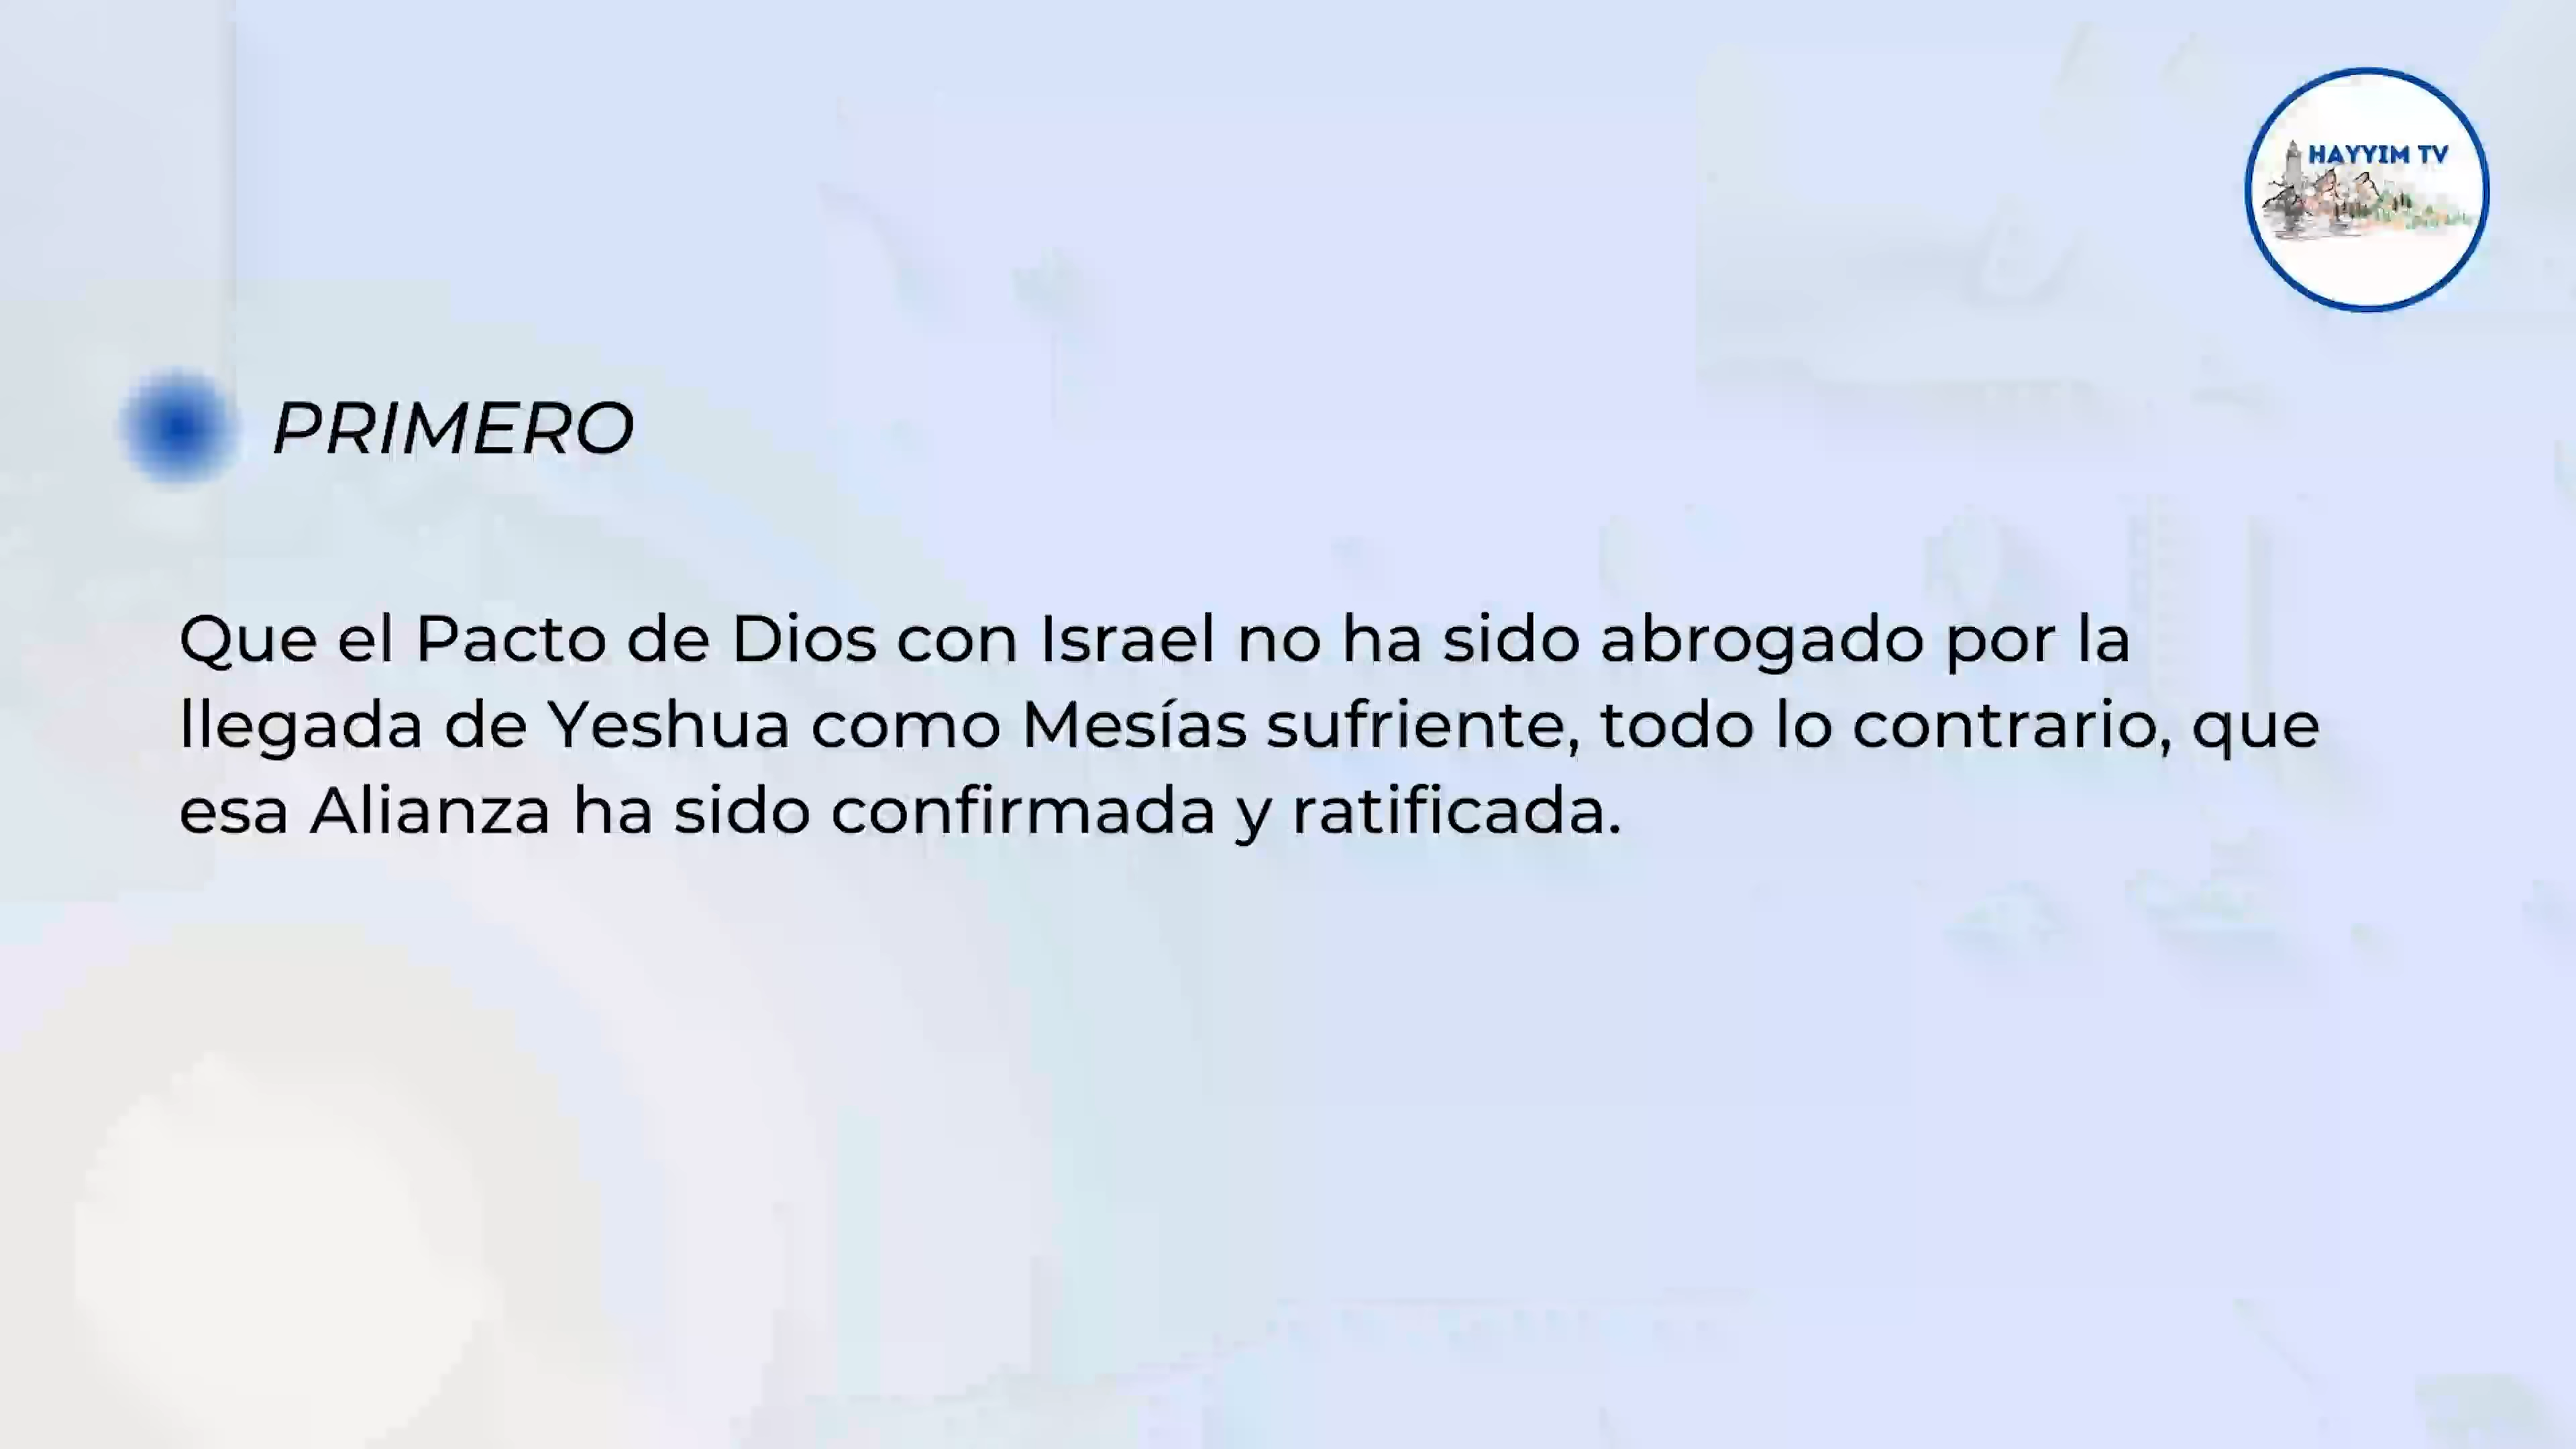 HAYYIM TV
PRIMERO
Que el Pacto de Dios con Israel no ha sido abrogado por la
llegada de Yeshua como Mesías sufriente, todo lo contrario, que
esa Alianza ha sido confirmada y ratificada.